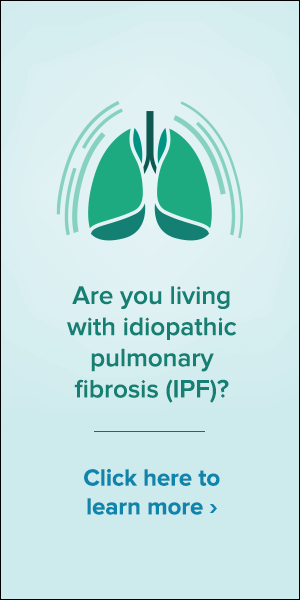 Are you living
with idiopathic
pulmonary
fibrosis (IPF)?
Click here to
learn more ›